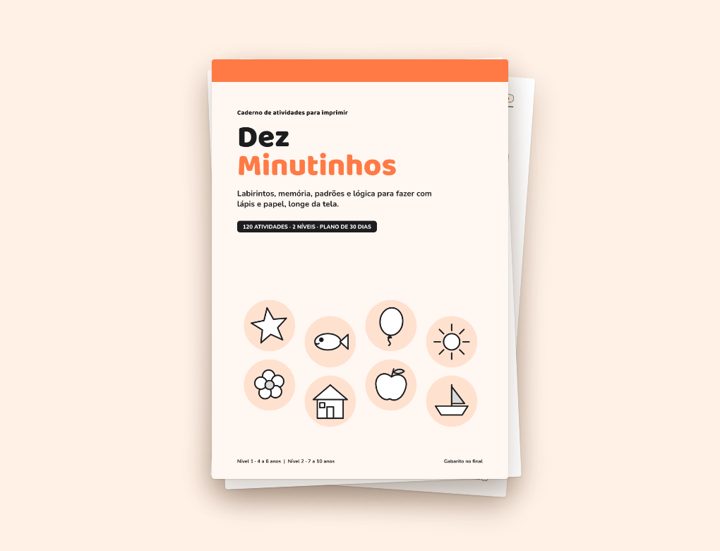 Caderno de atividades para imprimir
Dez
Minutinhos
Labirintos, memória, padrões e lógica para fazer com
lápis e papel, longe da tela.
120 ATIVIDADES · 2 NÍVEIS · PLANO DE 30 DIAS
Nível 1 · 4 a 6 anos | Nível 2 · 7 a 10 anos
Gabarito no final